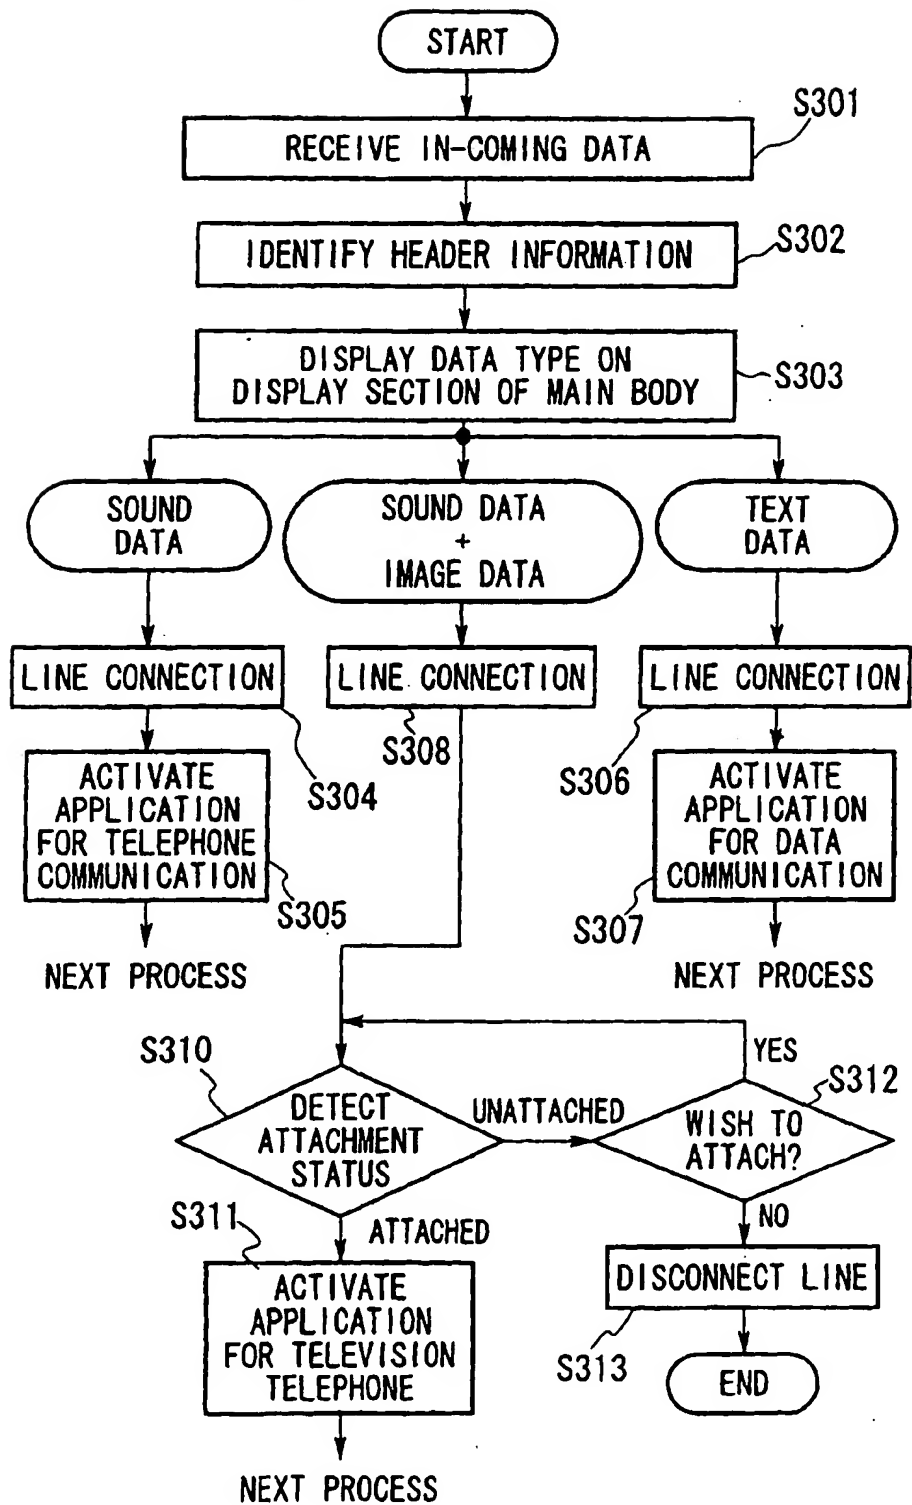 START
S301
RECEIVE IN-COMING DATA
S302
IDENTIFY HEADER INFORMATION
DISPLAY DATA TYPE ON
DISPLAY SECTION OF MAIN BODY
S303
SOUND
DATA
SOUND DATA
+
IMAGE DATA
TEXT
DATA
LINE CONNECTION
LINE CONNECTION
LINE CONNECTION
S304
S308
S306
ACTIVATE
APPLICATION
FOR TELEPHONE
COMMUNICATION
S305
ACTIVATE
APPLICATION
FOR DATA
COMMUNICATION
S307
NEXT PROCESS
NEXT PROCESS
S310
DETECT
ATTACHMENT
STATUS
UNATTACHED
YES
S312
WISH TO
ATTACH?
S311
ATTACHED
NO
ACTIVATE
APPLICATION
FOR TELEVISION
TELEPHONE
DISCONNECT LINE
S313
END
NEXT PROCESS